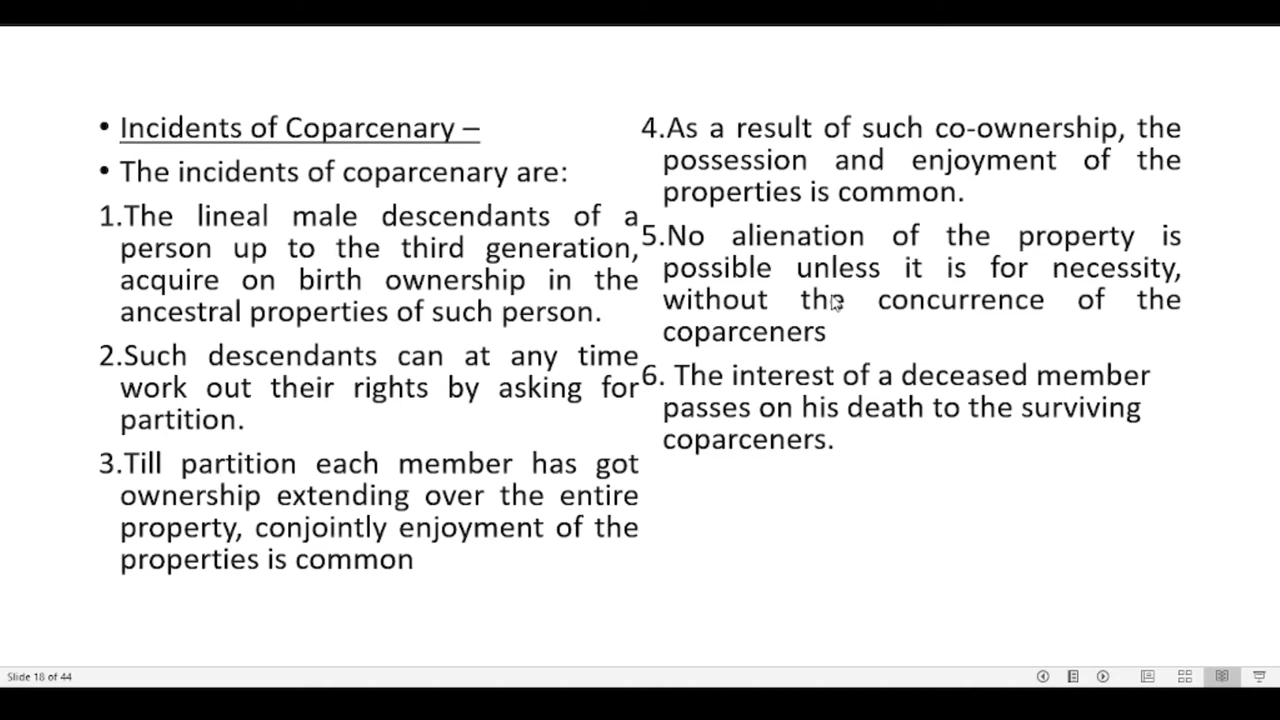 • Incidents of Coparcenary –
• The incidents of coparcenary are:
1.The lineal male descendants of a
person up to the third generation,
acquire on birth ownership in the
ancestral properties of such person.
2.Such descendants can at any time
work out their rights by asking for
partition.
3.Till partition each member has got
ownership extending over the entire
property, conjointly enjoyment of the
properties is common
4.As a result of such co-ownership, the
possession and enjoyment of the
properties is common.
5.No alienation of the property is
possible unless it is for necessity,
without the concurrence of the
coparceners
6. The interest of a deceased member
passes on his death to the surviving
coparceners.
Slide 18 of 44